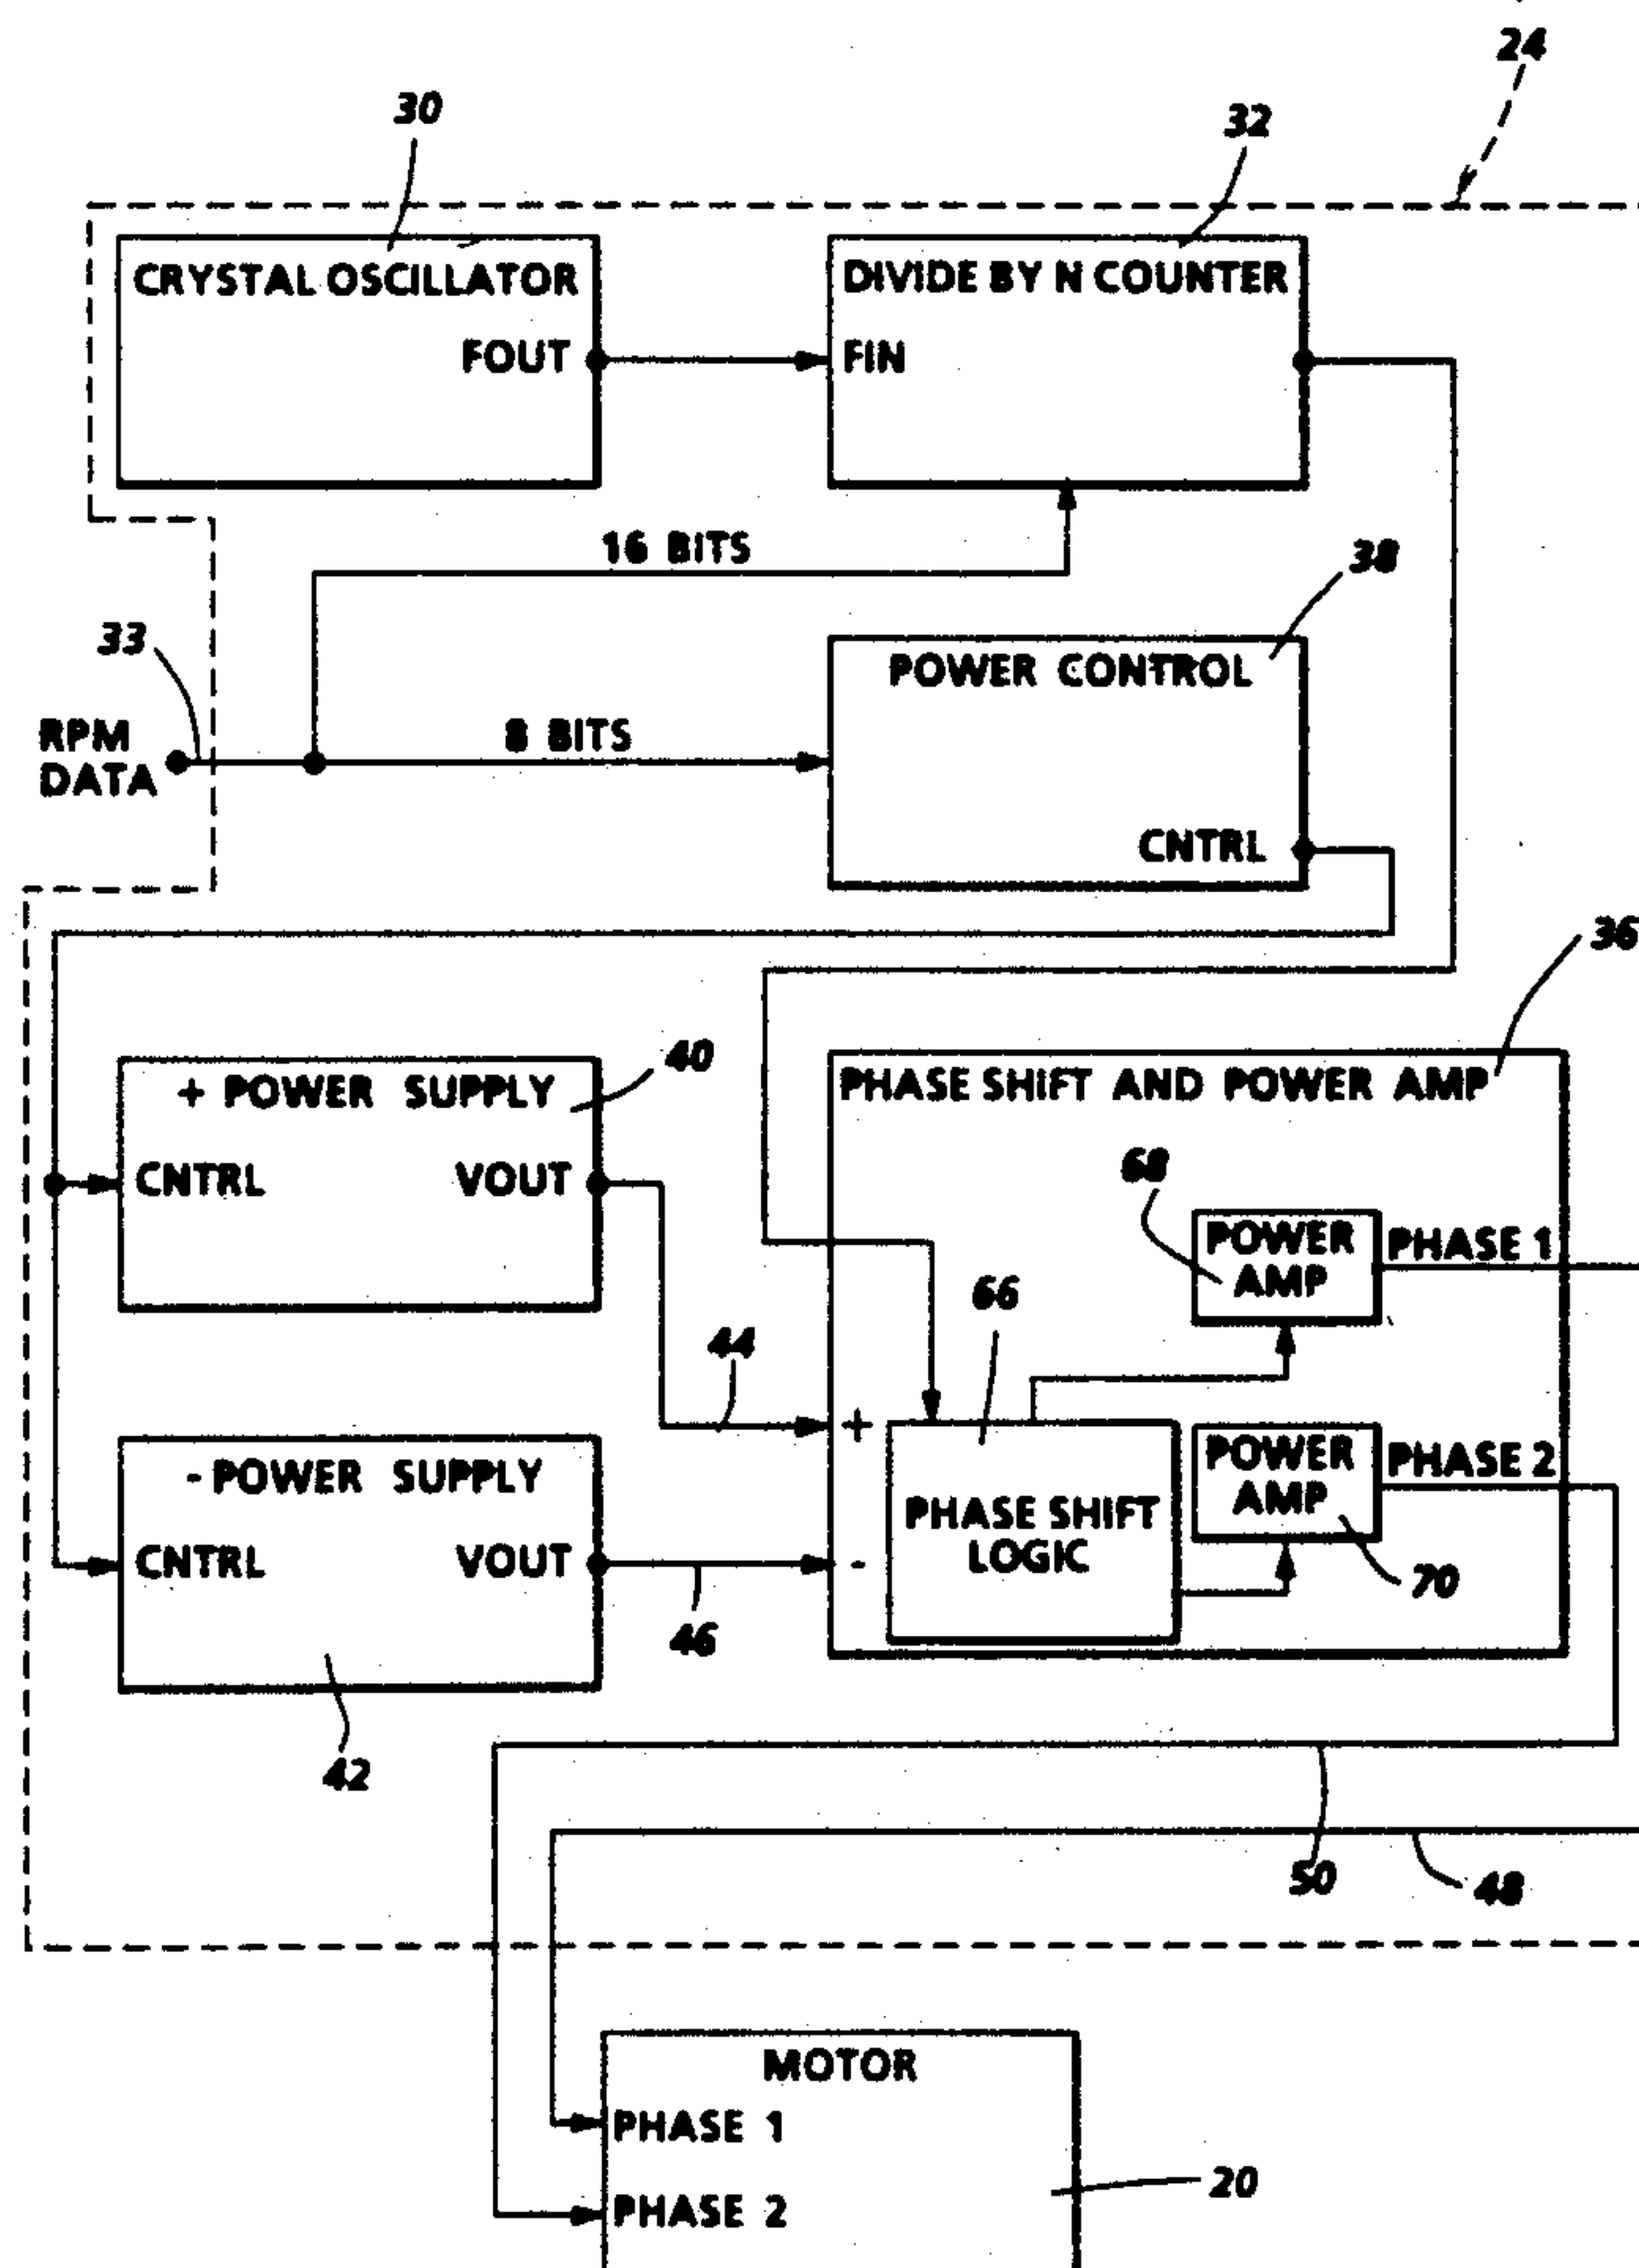 24
30
32
CRYSTAL OSCILLATOR
FOUT
DIVIDE BY N COUNTER
FIN
16 BITS
38
33
POWER CONTROL
RPM
DATA
8 BITS
CNTRL
36
40
+ POWER SUPPLY
CNTRL
VOUT
PHASE SHIFT AND POWER AMP
68
POWER
AMP
PHASE 1
66
44
+
POWER
AMP
PHASE 2
- POWER SUPPLY
CNTRL
VOUT
-
PHASE SHIFT
LOGIC
70
46
42
50
48
MOTOR
PHASE 1
20
PHASE 2